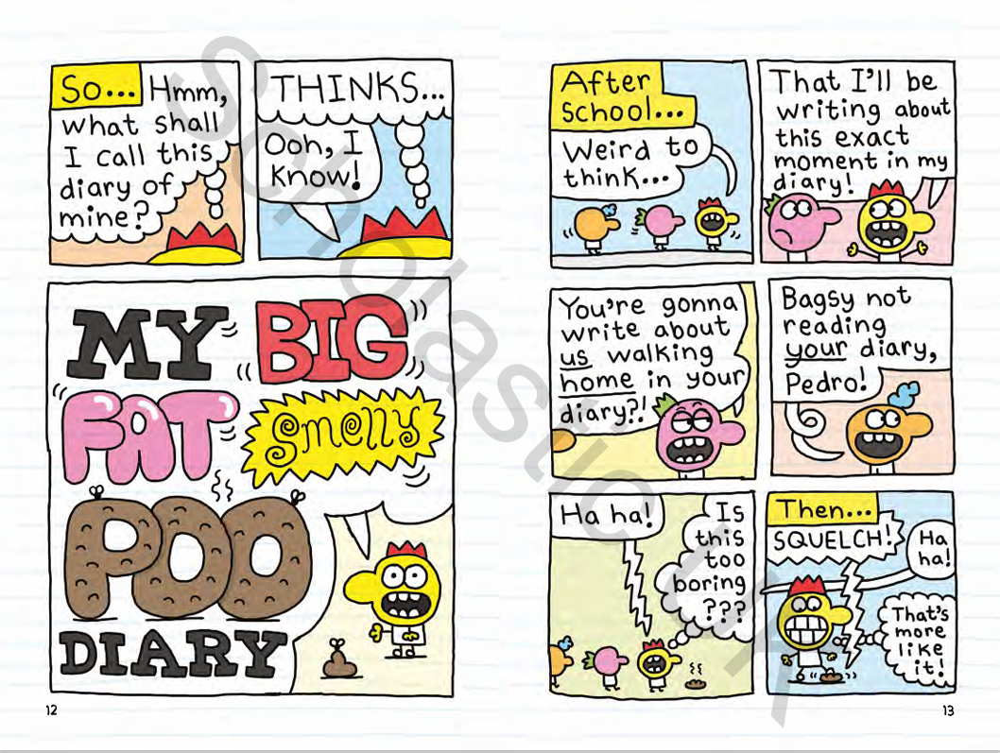 So... Hmm,
what shall
I call this
diary of
mine?
THINKS...
Ooh, I
know!
MY BIG
FAT Smelly
POO
DIARY
12
After
School...
Weird to
think...
That I'll be
writing about
this exact
moment in my
diary!
You're gonna
write about
us walking
home in your
diary?!
Bagsy not
reading
your diary,
Pedro!
Ha ha!
Is
this
too
boring
???
Then...
SQUELCH!
Ha
ha!
That's
more
like
it!
13
Scholastic UK